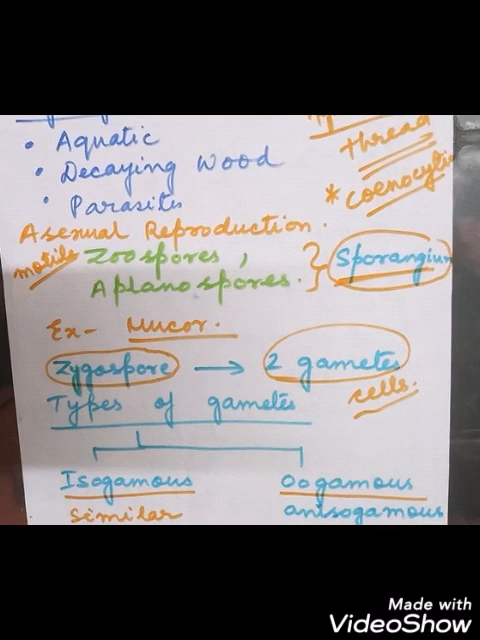 thread
• Aquatic
• Decaying Wood
* coenocytic
• Parasites
Asexual Reproduction.
motile Zoospores,
Aplanospores. } Sporangium
Ex- Mucor.
Zygospore → 2 gametes
cells.
Types of gametes
Isogamous Oogamous
Similar anisogamous
Made with
VideoShow